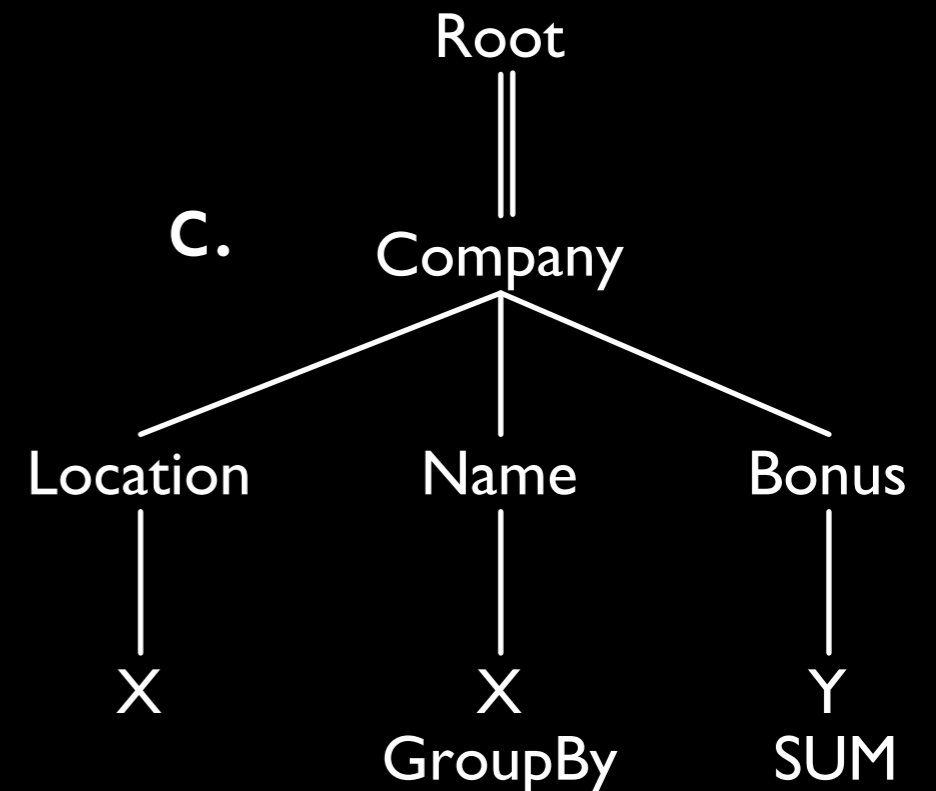 Root
c.
Company
Location Name Bonus
X X Y
GroupBy SUM